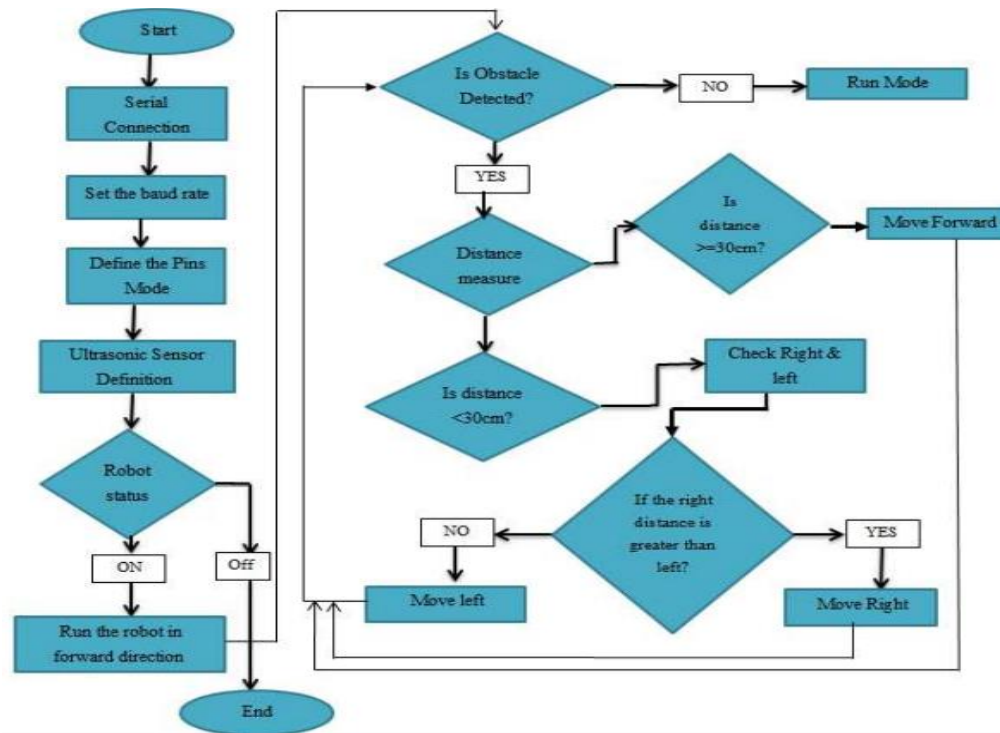 Start
Serial
Connection
Set the baud rate
Define the Pins
Mode
Ultrasonic Sensor
Definition
Robot
status
ON
Off
Run the robot in
forward direction
End
Is Obstacle
Detected?
NO
Run Mode
YES
Distance
measure
Is
distance
>=30cm?
Move Forward
Is distance
<30cm?
Check Right &
left
If the right
distance is
greater than
left?
NO
Move left
YES
Move Right